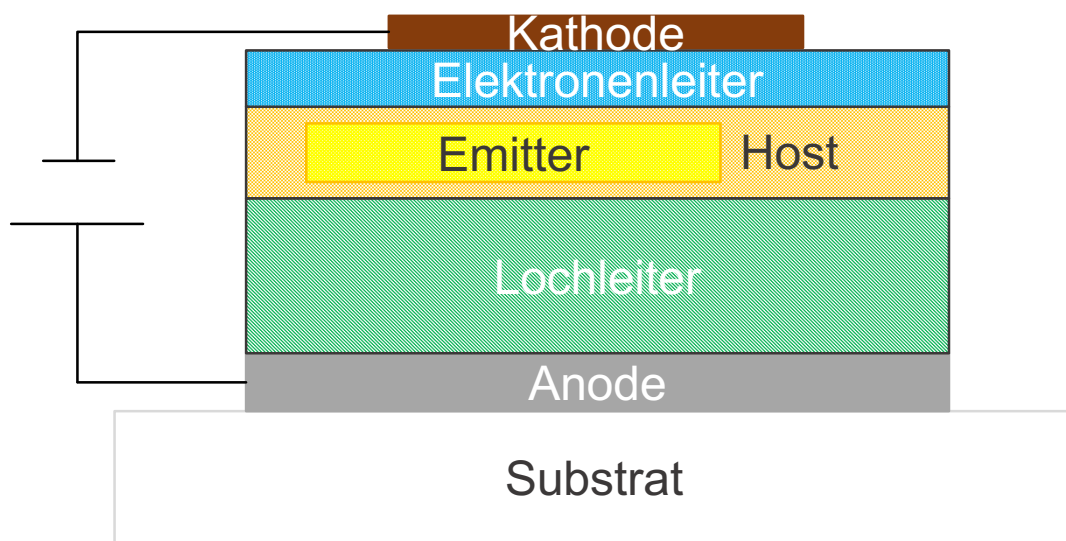 Kathode
Elektronenleiter
Emitter Host
Lochleiter
Anode
Substrat